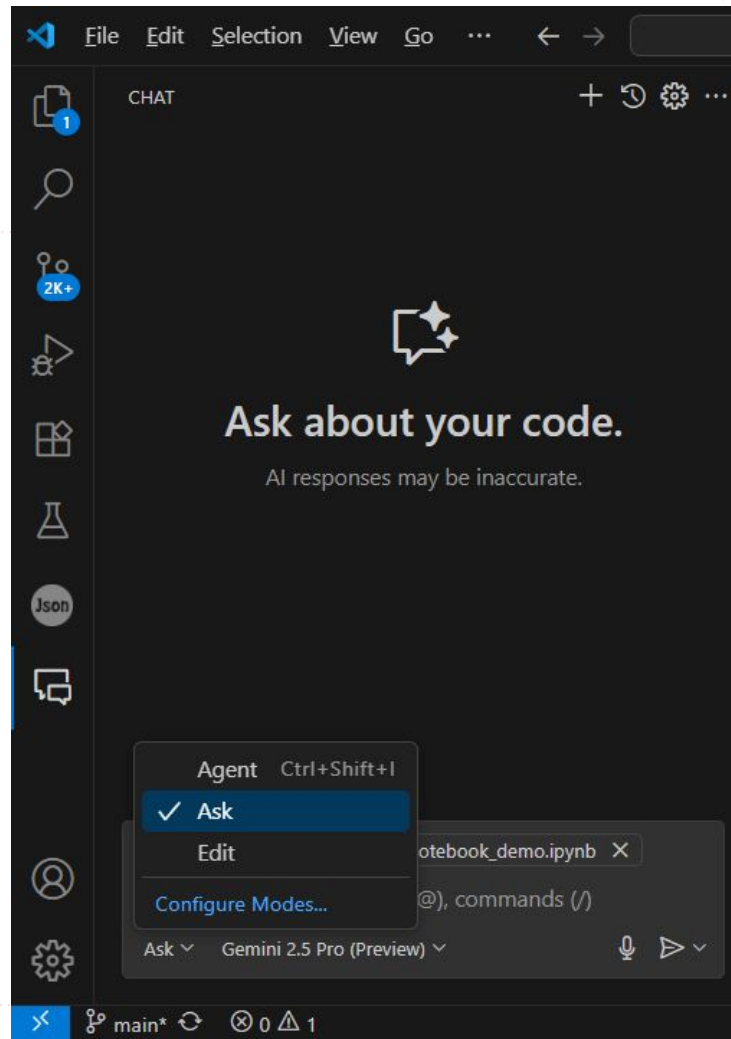 File Edit Selection View Go ...
CHAT
1
2K+
Ask about your code.
AI responses may be inaccurate.
Json
Agent Ctrl+Shift+I
Ask
Edit
otebook_demo.ipynb
Configure Modes...
@), commands (/)
Ask Gemini 2.5 Pro (Preview)
main* 0 1